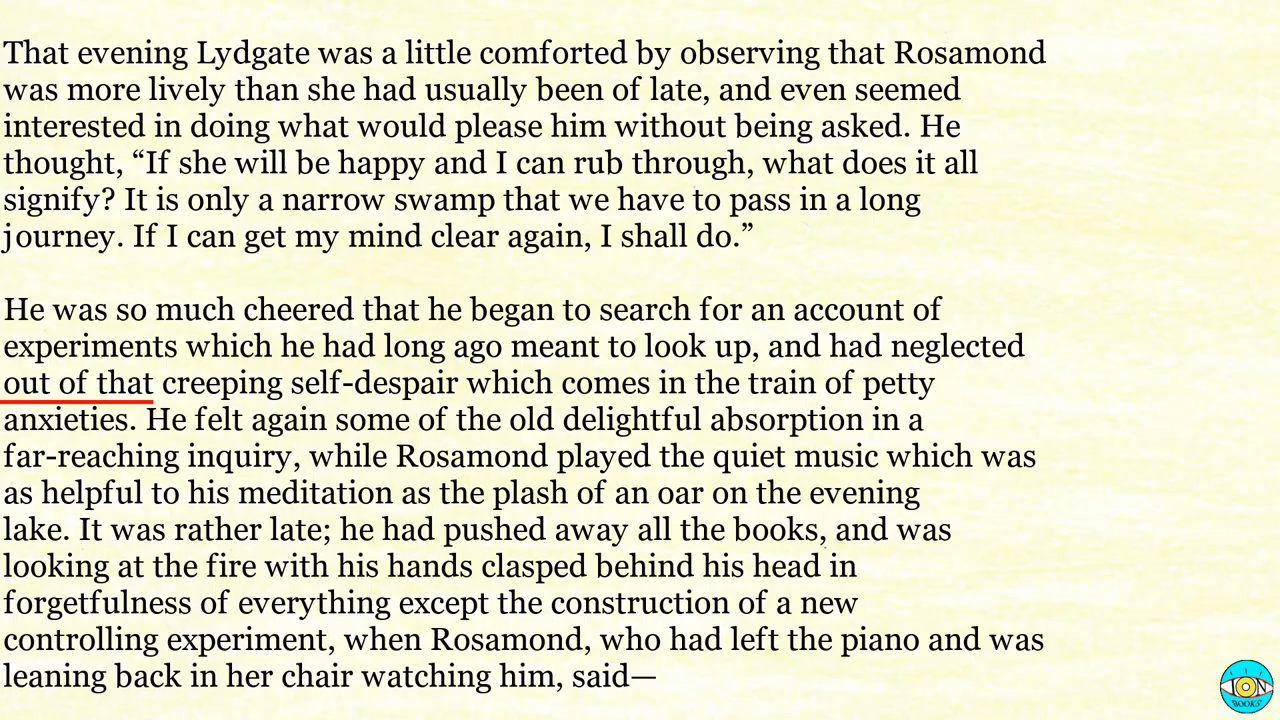 That evening Lydgate was a little comforted by observing that Rosamond
was more lively than she had usually been of late, and even seemed
interested in doing what would please him without being asked. He
thought, “If she will be happy and I can rub through, what does it all
signify? It is only a narrow swamp that we have to pass in a long
journey. If I can get my mind clear again, I shall do.”
He was so much cheered that he began to search for an account of
experiments which he had long ago meant to look up, and had neglected
out of that creeping self-despair which comes in the train of petty
anxieties. He felt again some of the old delightful absorption in a
far-reaching inquiry, while Rosamond played the quiet music which was
as helpful to his meditation as the plash of an oar on the evening
lake. It was rather late; he had pushed away all the books, and was
looking at the fire with his hands clasped behind his head in
forgetfulness of everything except the construction of a new
controlling experiment, when Rosamond, who had left the piano and was
leaning back in her chair watching him, said—
ION
BOOKS